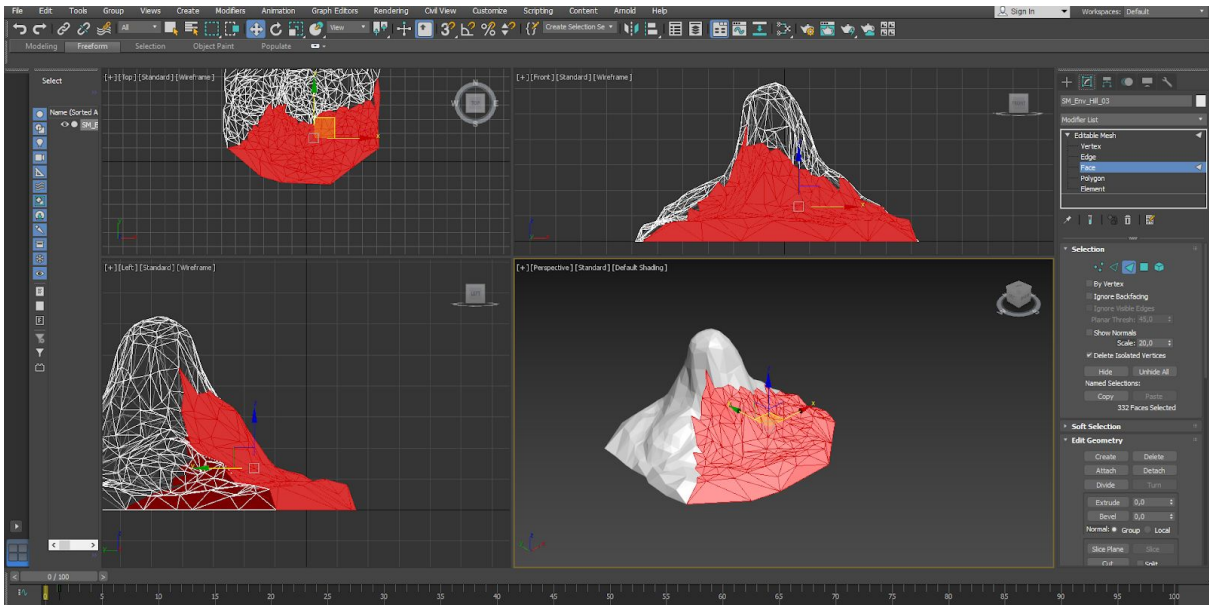 File Edit Tools Group Views Create Modifiers Animation Graph Editors Rendering Civil View Customize Scripting Content Arnold Help
Sign In
Workspaces: Default
All
View
Create Selection Se
Modeling Freeform Selection Object Paint Populate
Select
Name (Sorted A
SM_E
[+] [Top] [Standard] [Wireframe]
[+] [Front] [Standard] [Wireframe]
[+] [Left] [Standard] [Wireframe]
[+] [Perspective] [Standard] [Default Shading]
SM_Env_Hill_03
Modifier List
Editable Mesh
Vertex
Edge
Face
Polygon
Element
Selection
By Vertex
Ignore Backfacing
Ignore Visible Edges
Planar Thresh: 45,0
Show Normals
Scale: 20,0
Delete Isolated Vertices
Hide Unhide All
Named Selections:
Copy Paste
332 Faces Selected
Soft Selection
Edit Geometry
Create Delete
Attach Detach
Divide Turn
Extrude 0,0
Bevel 0,0
Normal: Group Local
Slice Plane Slice
Cut Split
0 / 100
5 10 15 20 25 30 35 40 45 50 55 60 65 70 75 80 85 90 95 100